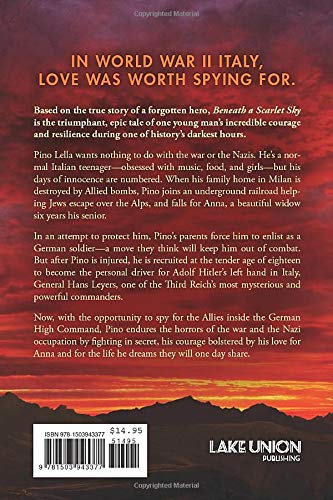 IN WORLD WAR II ITALY,
LOVE WAS WORTH SPYING FOR.
Based on the true story of a forgotten hero, Beneath a Scarlet Sky is
the triumphant, epic tale of one young man's incredible courage
and resilience during one of history's darkest hours.
Pino Lella wants nothing to do with the war or the Nazis. He's a nor-
mal Italian teenager—obsessed with music, food, and girls—but his
days of innocence are numbered. When his family home in Milan is
destroyed by Allied bombs, Pino joins an underground railroad help-
ing Jews escape over the Alps, and falls for Anna, a beautiful widow
six years his senior.
In an attempt to protect him, Pino's parents force him to enlist as a
German soldier—a move they think will keep him out of combat.
But after Pino is injured, he is recruited at the tender age of eighteen
to become the personal driver for Adolf Hitler's left hand in Italy,
General Hans Leyers, one of the Third Reich's most mysterious and
powerful commanders.
Now, with the opportunity to spy for the Allies inside the German
High Command, Pino endures the horrors of the war and the Nazi
occupation by fighting in secret, his courage bolstered by his love for
Anna and for the life he dreams they will one day share.
ISBN 978-1503943377
$14.95
51495
9 781503 943377
LAKE UNION
PUBLISHING